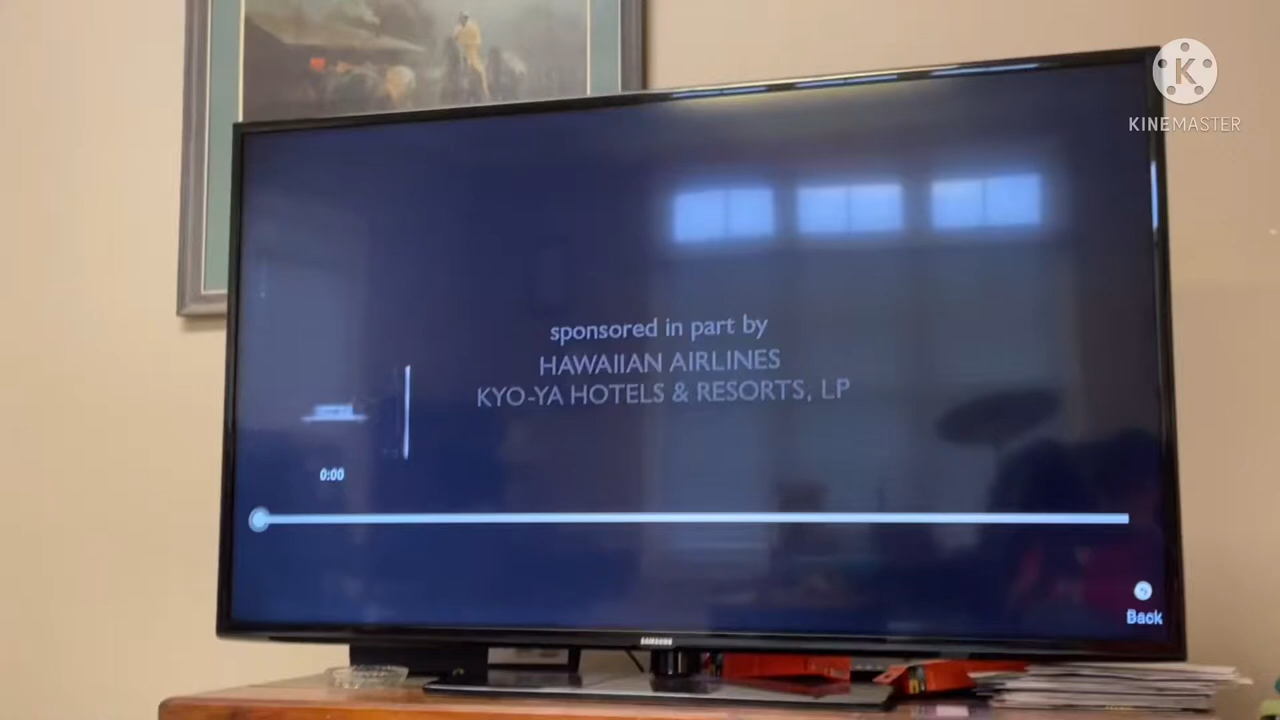 K
KINEMASTER
sponsored in part by
HAWAIIAN AIRLINES
KYO-YA HOTELS & RESORTS, LP
0:00
Back
SAMSUNG